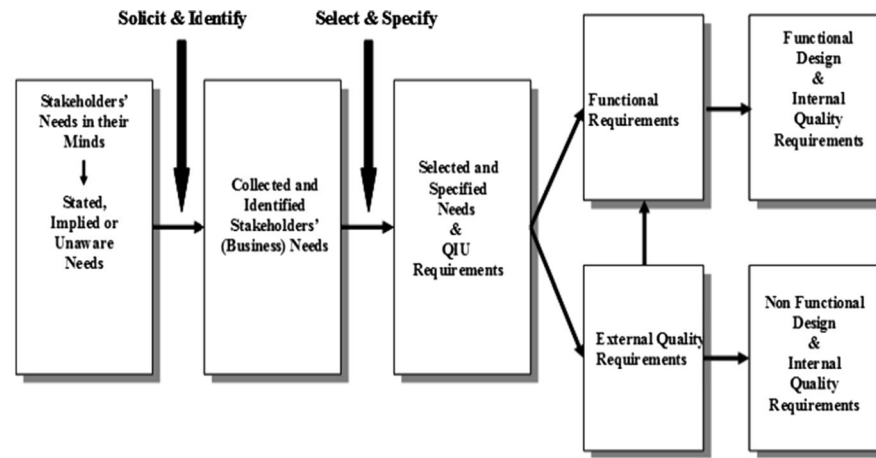 Solicit & Identify
Select & Specify
Stakeholders'
Needs in their
Minds
Stated,
Implied or
Unaware
Needs
Collected and
Identified
Stakeholders'
(Business) Needs
Selected and
Specified
Needs
&
QIU
Requirements
Functional
Requirements
Functional
Design
&
Internal
Quality
Requirements
External Quality
Requirements
Non Functional
Design
&
Internal
Quality
Requirements